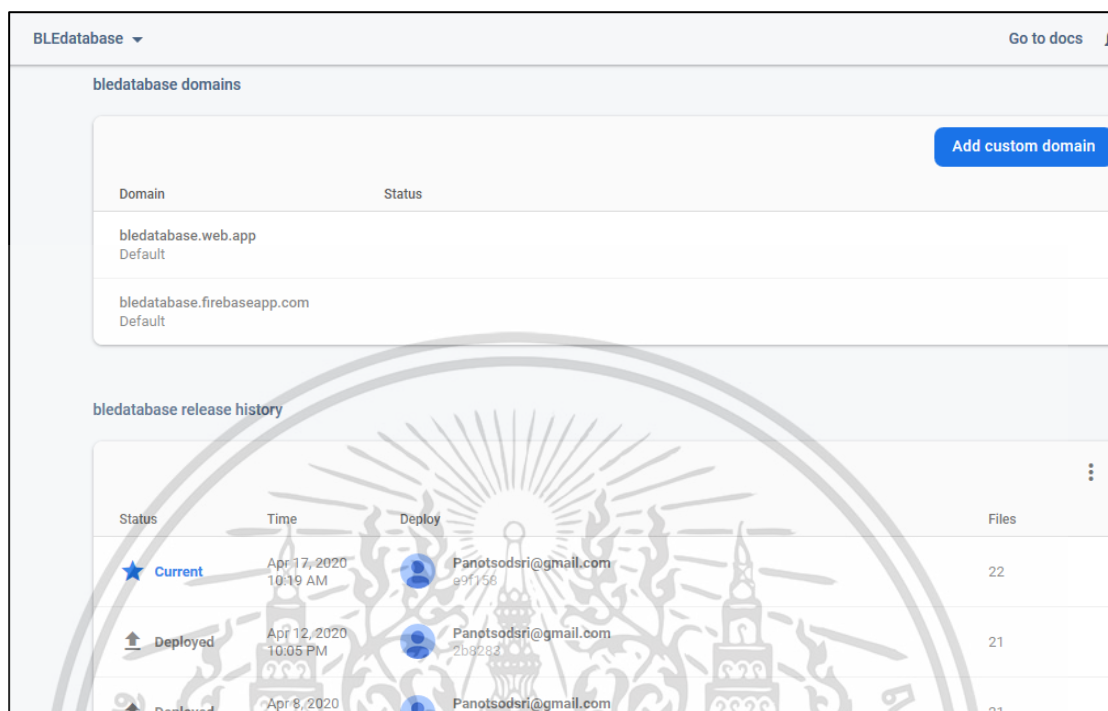 BLEdatabase
Go to docs
bledatabase domains
Add custom domain
Domain Status
bledatabase.web.app
Default
bledatabase.firebaseapp.com
Default
bledatabase release history
Status Time Deploy Files
Current Apr 17, 2020 10:19 AM Panotsodsri@gmail.com e9f158 22
Deployed Apr 12, 2020 10:05 PM Panotsodsri@gmail.com 2b8283 21
Deployed Apr 8, 2020 Panotsodsri@gmail.com 21